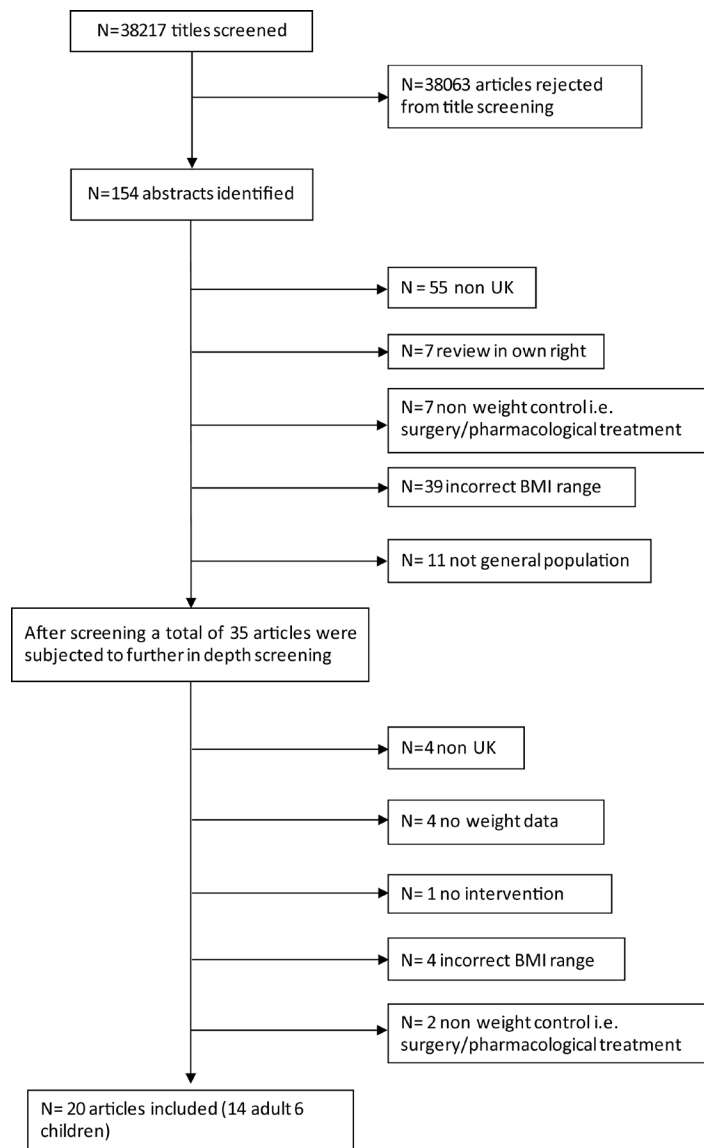 N=38217 titles screened
N=38063 articles rejected
from title screening
N=154 abstracts identified
N = 55 non UK
N=7 review in own right
N=7 non weight control i.e.
surgery/pharmacological treatment
N=39 incorrect BMI range
N= 11 not general population
After screening a total of 35 articles were
subjected to further in depth screening
N=4 non UK
N= 4 no weight data
N= 1 no intervention
N= 4 incorrect BMI range
N= 2 non weight control i.e.
surgery/pharmacological treatment
N= 20 articles included (14 adult 6
children)